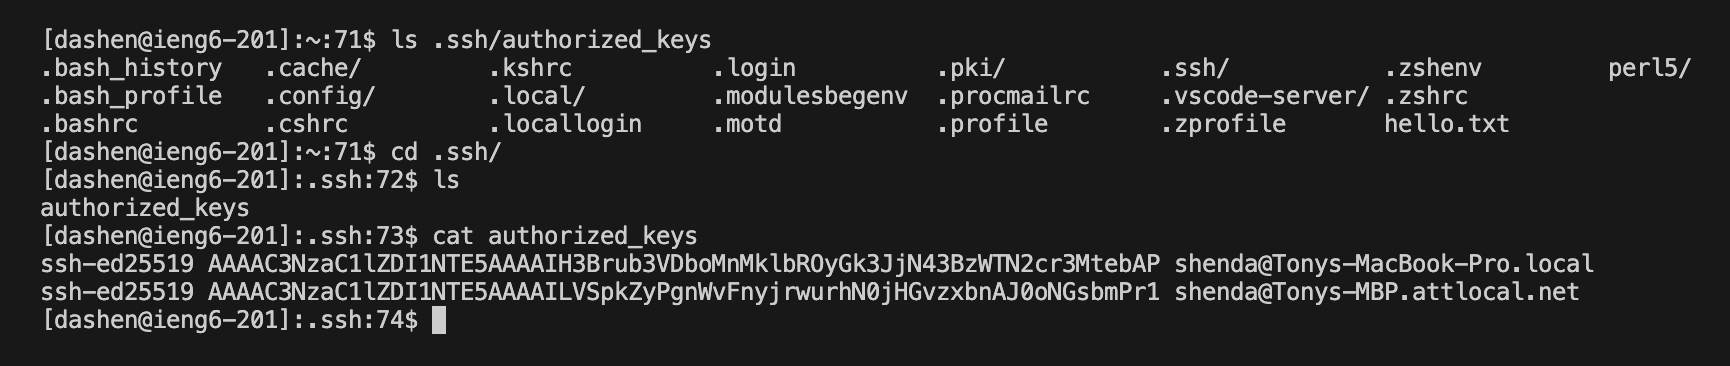 [dashen@ieng6-201]:~:71$ ls .ssh/authorized_keys
.bash_history   .cache/         .kshrc          .login          .pki/           .ssh/           .zshenv         perl5/
.bash_profile   .config/        .local/         .modulesbegenv  .procmailrc     .vscode-server/ .zshrc
.bashrc         .cshrc          .locallogin     .motd           .profile        .zprofile       hello.txt
[dashen@ieng6-201]:~:71$ cd .ssh/
[dashen@ieng6-201]:.ssh:72$ ls
authorized_keys
[dashen@ieng6-201]:.ssh:73$ cat authorized_keys
ssh-ed25519 AAAAC3NzaC1lZDI1NTE5AAAAIH3Brub3VDboMnMklbROyGk3JjN43BzWTN2cr3MtebAP shenda@Tonys-MacBook-Pro.local
ssh-ed25519 AAAAC3NzaC1lZDI1NTE5AAAAILVSpkZyPgnWvFnyjrwurhN0jHGvzxbnAJ0oNGsbmPr1 shenda@Tonys-MBP.attlocal.net
[dashen@ieng6-201]:.ssh:74$